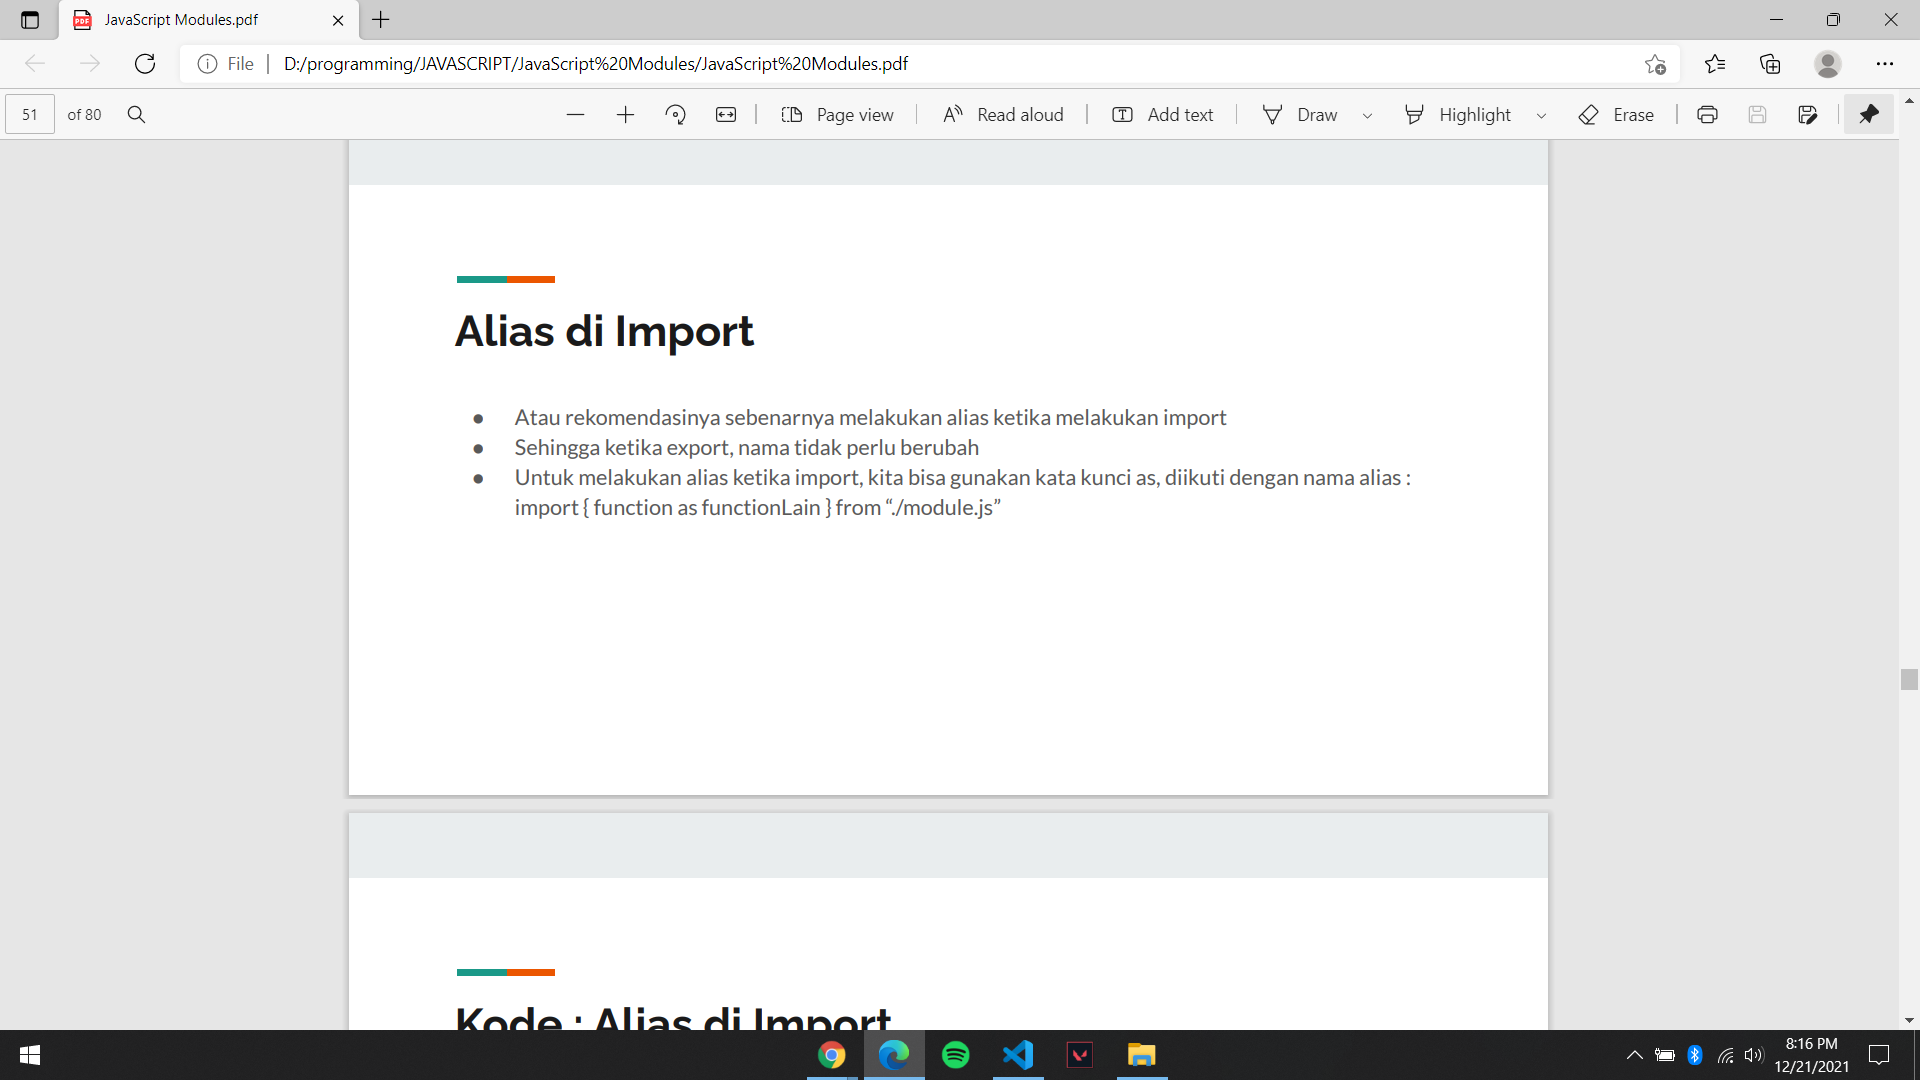 JavaScript Modules.pdf
File
D:/programming/JAVASCRIPT/JavaScript%20Modules/JavaScript%20Modules.pdf
51 of 80
Page view
Read aloud
Add text
Draw
Highlight
Erase
Alias di Import
● Atau rekomendasinya sebenarnya melakukan alias ketika melakukan import
● Sehingga ketika export, nama tidak perlu berubah
● Untuk melakukan alias ketika import, kita bisa gunakan kata kunci as, diikuti dengan nama alias :
import { function as functionLain } from “./module.js”
Kode : Alias di Import
8:16 PM
12/21/2021